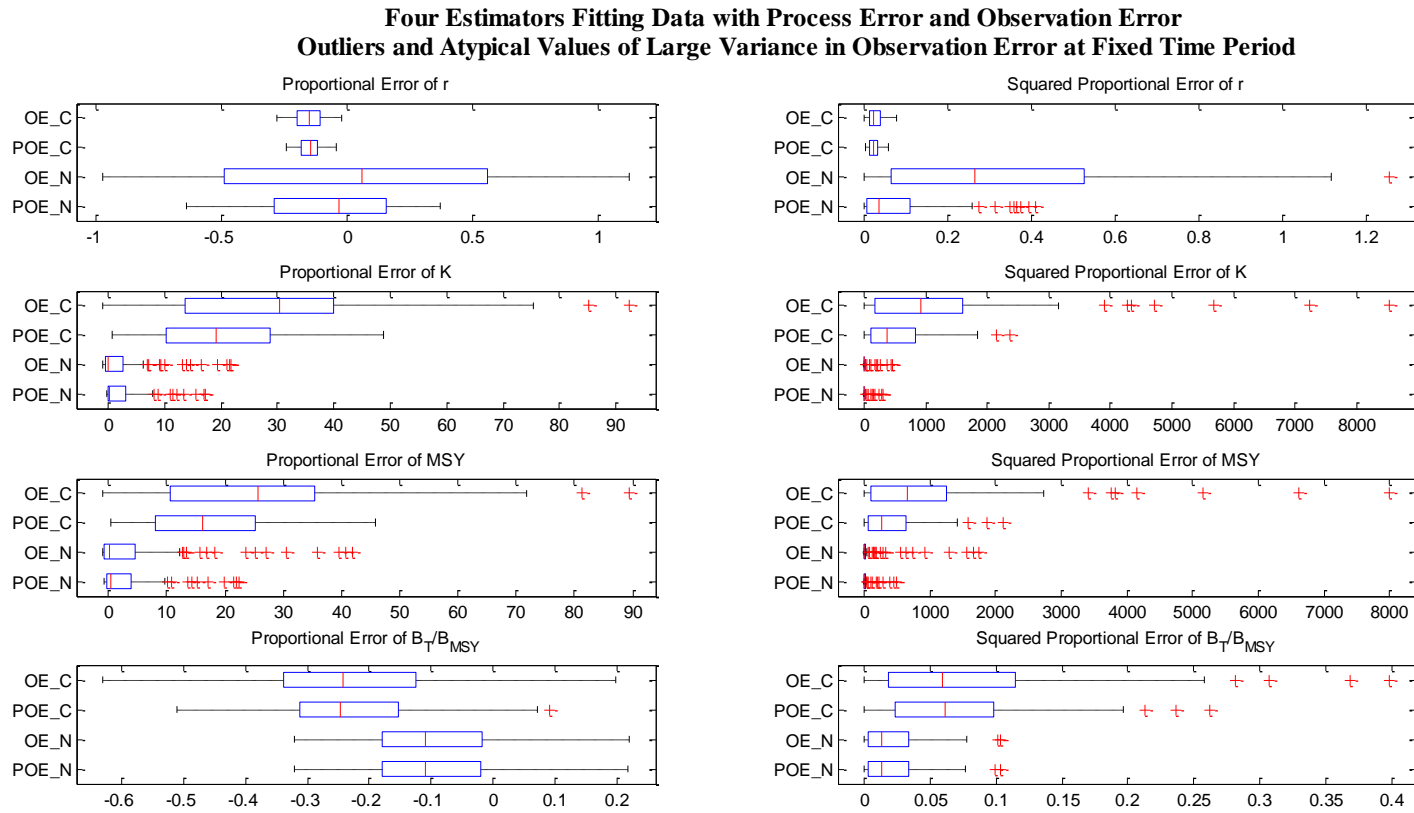 Four Estimators Fitting Data with Process Error and Observation Error
Outliers and Atypical Values of Large Variance in Observation Error at Fixed Time Period
Proportional Error of r
OE_C
POE_C
OE_N
POE_N
-1 -0.5 0 0.5 1
Squared Proportional Error of r
OE_C
POE_C
OE_N
POE_N
0 0.2 0.4 0.6 0.8 1 1.2
Proportional Error of K
OE_C
POE_C
OE_N
POE_N
0 10 20 30 40 50 60 70 80 90
Squared Proportional Error of K
OE_C
POE_C
OE_N
POE_N
0 1000 2000 3000 4000 5000 6000 7000 8000
Proportional Error of MSY
OE_C
POE_C
OE_N
POE_N
0 10 20 30 40 50 60 70 80 90
Squared Proportional Error of MSY
OE_C
POE_C
OE_N
POE_N
0 1000 2000 3000 4000 5000 6000 7000 8000
Proportional Error of B_T/B_MSY
OE_C
POE_C
OE_N
POE_N
-0.6 -0.5 -0.4 -0.3 -0.2 -0.1 0 0.1 0.2
Squared Proportional Error of B_T/B_MSY
OE_C
POE_C
OE_N
POE_N
0 0.05 0.1 0.15 0.2 0.25 0.3 0.35 0.4